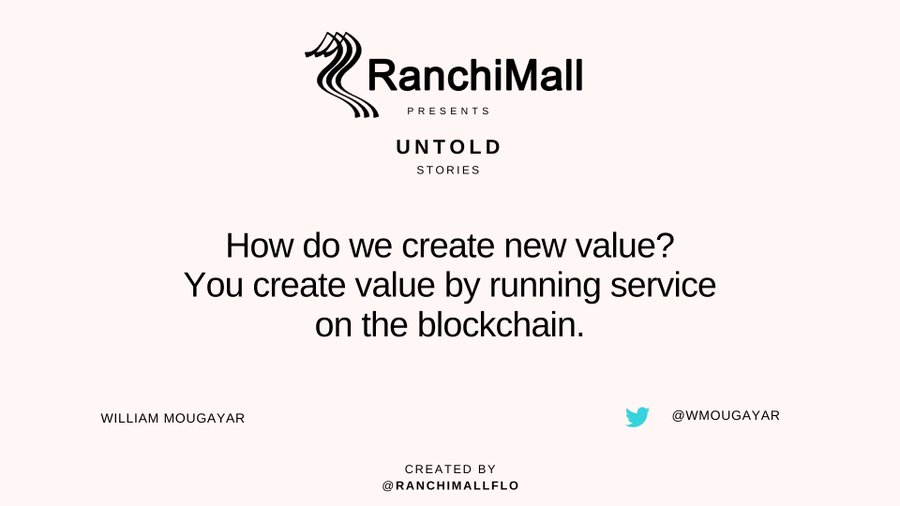 RanchiMall
PRESENTS
UNTOLD
STORIES
How do we create new value?
You create value by running service
on the blockchain.
WILLIAM MOUGAYAR
@WMOUGAYAR
CREATED BY
@RANCHIMALLFLO